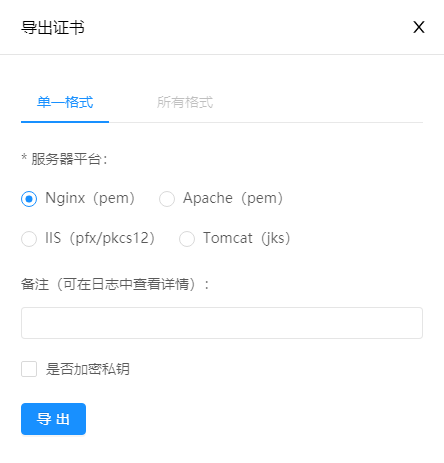 导出证书 X
单一格式 所有格式
* 服务器平台：
Nginx（pem） Apache（pem）
IIS（pfx/pkcs12） Tomcat（jks）
备注（可在日志中查看详情）：
是否加密私钥
导 出